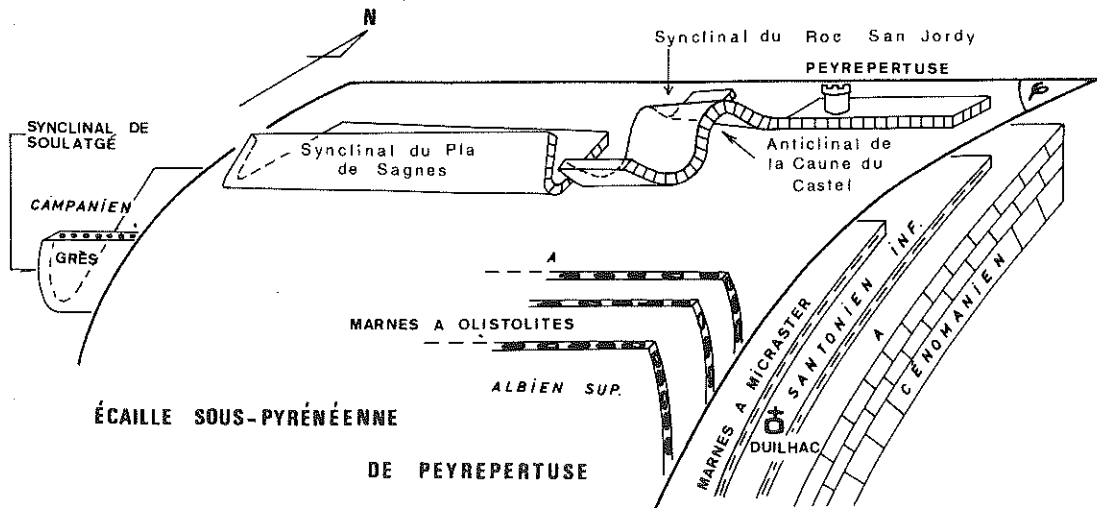 N
Synclinal du Roc San Jordy
PEYREPERTUSE
SYNCLINAL DE
SOULATGÉ
Synclinal du Pla
de Sagnes
Anticlinal de
la Caune du
Castel
CAMPANIEN
GRÈS
A
MARNES A OLISTOLITES
ALBIEN SUP.
MARNES A MICRASTER
SANTONIEN INF.
A
CÉNOMANIEN
DUILHAC
ÉCAILLE SOUS-PYRÉNÉENNE
DE PEYREPERTUSE